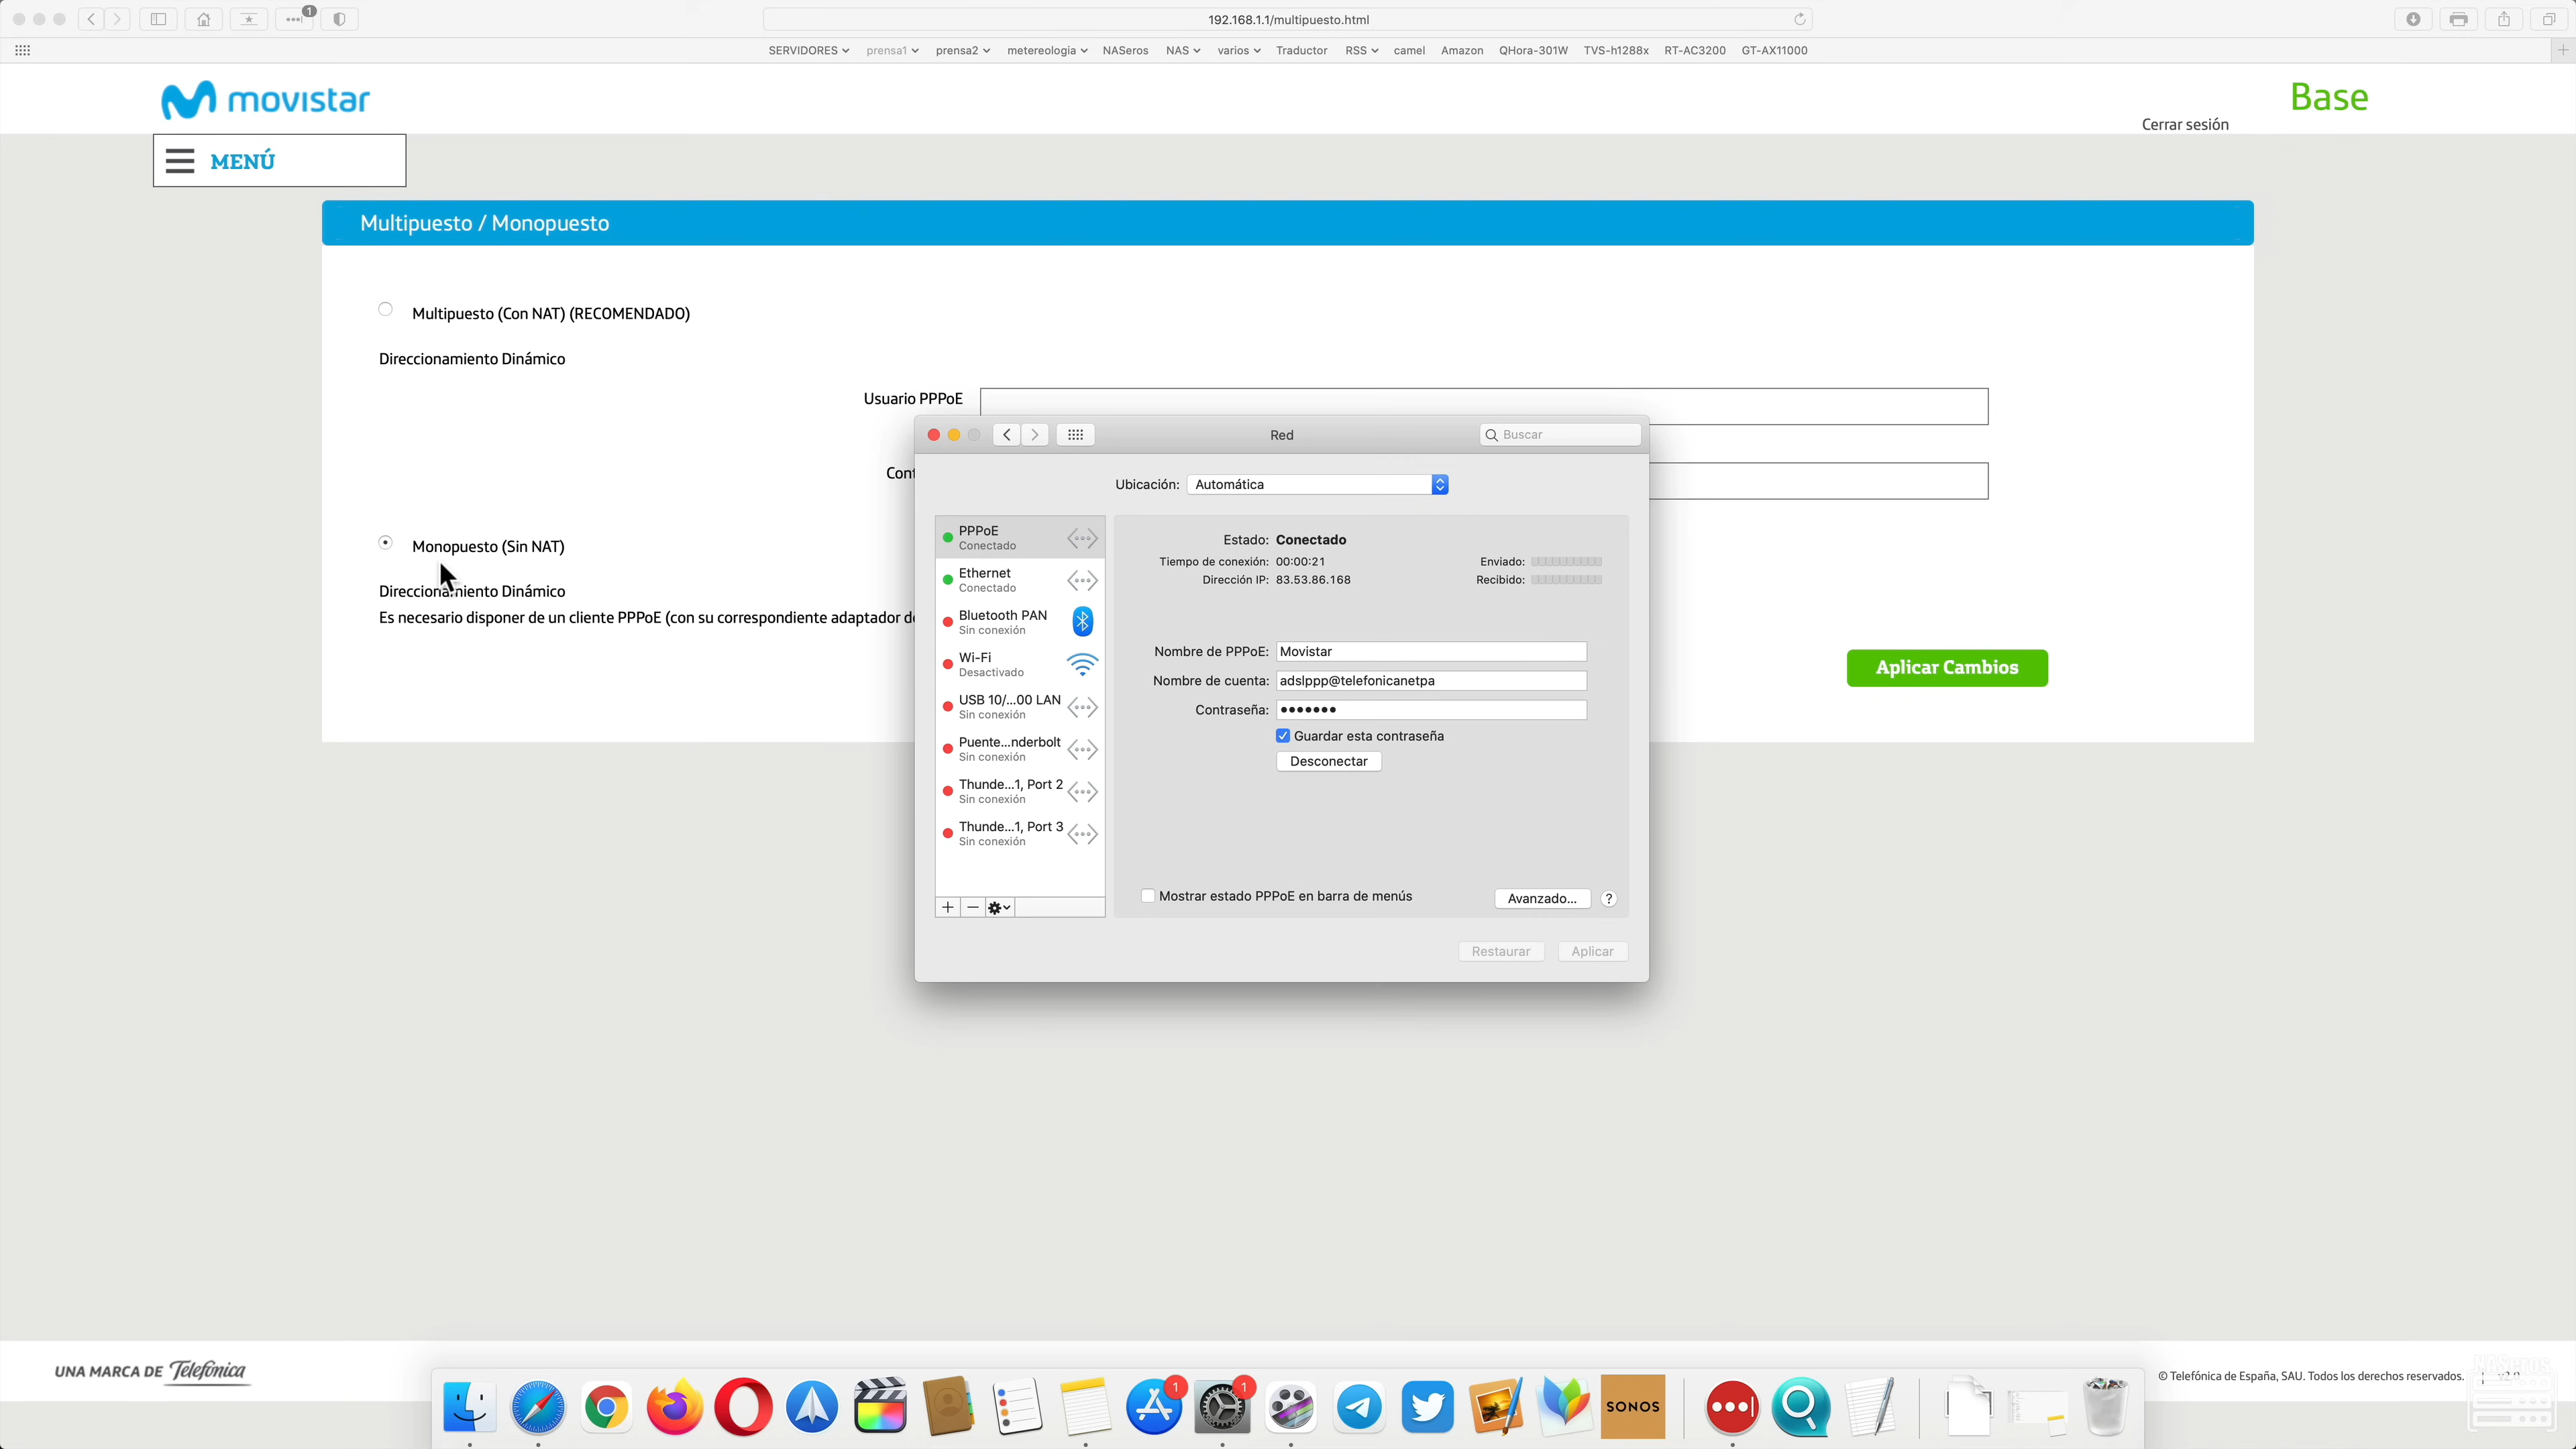 1
192.168.1.1/multipuesto.html
SERVIDORES prensa1 prensa2 metereologia NASeros NAS varios Traductor RSS camel Amazon QHora-301W TVS-h1288x RT-AC3200 GT-AX11000
movistar
Base
Cerrar sesión
MENÚ
Multipuesto / Monopuesto
Multipuesto (Con NAT) (RECOMENDADO)
Direccionamiento Dinámico
Usuario PPPoE
Cont
Monopuesto (Sin NAT)
Direccionamiento Dinámico
Es necesario disponer de un cliente PPPoE (con su correspondiente adaptador de
Aplicar Cambios
Red
Buscar
Ubicación: Automática
PPPoE
Conectado
Ethernet
Conectado
Bluetooth PAN
Sin conexión
Wi-Fi
Desactivado
USB 10/...00 LAN
Sin conexión
Puente...nderbolt
Sin conexión
Thunde...1, Port 2
Sin conexión
Thunde...1, Port 3
Sin conexión
Estado: Conectado
Tiempo de conexión: 00:00:21
Enviado:
Dirección IP: 83.53.86.168
Recibido:
Nombre de PPPoE: Movistar
Nombre de cuenta: adslppp@telefonicanetpa
Contraseña: •••••••
Guardar esta contraseña
Desconectar
Mostrar estado PPPoE en barra de menús
Avanzado... ?
Restaurar Aplicar
UNA MARCA DE Telefónica
© Telefónica de España, SAU. Todos los derechos reservados.
NASeros
1
1
SONOS